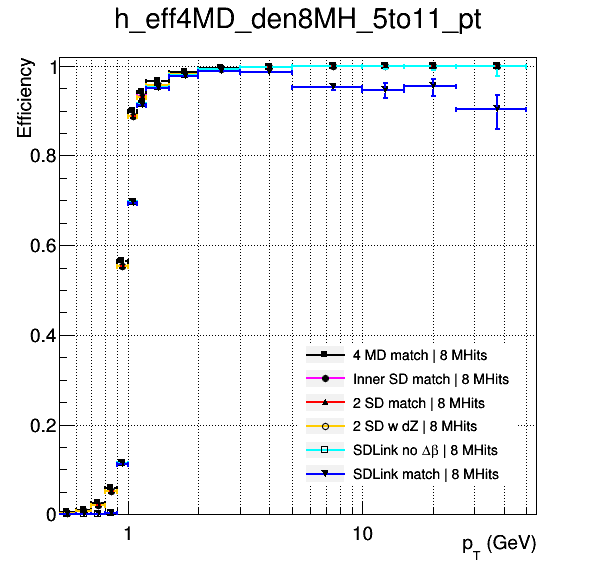 h_eff4MD_den8MH_5to11_pt
Efficiency
1
0.8
0.6
0.4
0.2
0
4 MD match | 8 MHits
Inner SD match | 8 MHits
2 SD match | 8 MHits
2 SD w dZ | 8 MHits
SDLink no Δβ | 8 MHits
SDLink match | 8 MHits
1 10
p_T (GeV)